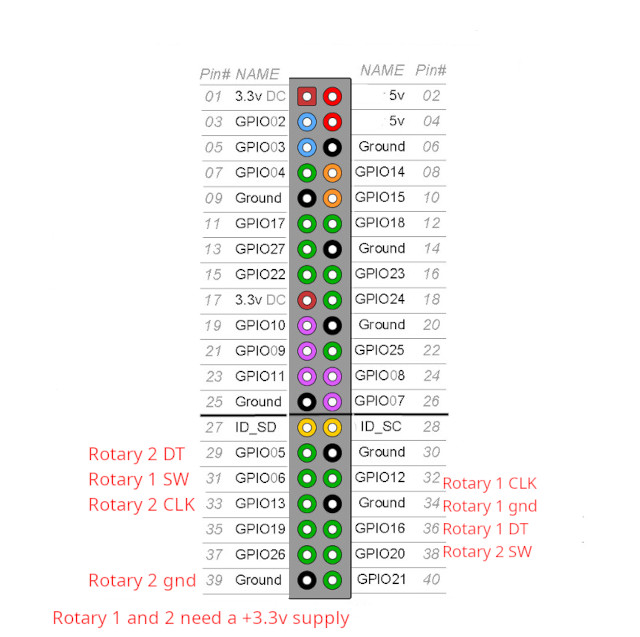 Pin# NAME NAME Pin#
01 3.3v DC 5v 02
03 GPIO02 5v 04
05 GPIO03 Ground 06
07 GPIO04 GPIO14 08
09 Ground GPIO15 10
11 GPIO17 GPIO18 12
13 GPIO27 Ground 14
15 GPIO22 GPIO23 16
17 3.3v DC GPIO24 18
19 GPIO10 Ground 20
21 GPIO09 GPIO25 22
23 GPIO11 GPIO08 24
25 Ground GPIO07 26
27 ID_SD ID_SC 28
Rotary 2 DT 29 GPIO05 Ground 30
Rotary 1 SW 31 GPIO06 GPIO12 32 Rotary 1 CLK
Rotary 2 CLK 33 GPIO13 Ground 34 Rotary 1 gnd
35 GPIO19 GPIO16 36 Rotary 1 DT
37 GPIO26 GPIO20 38 Rotary 2 SW
Rotary 2 gnd 39 Ground GPIO21 40
Rotary 1 and 2 need a +3.3v supply